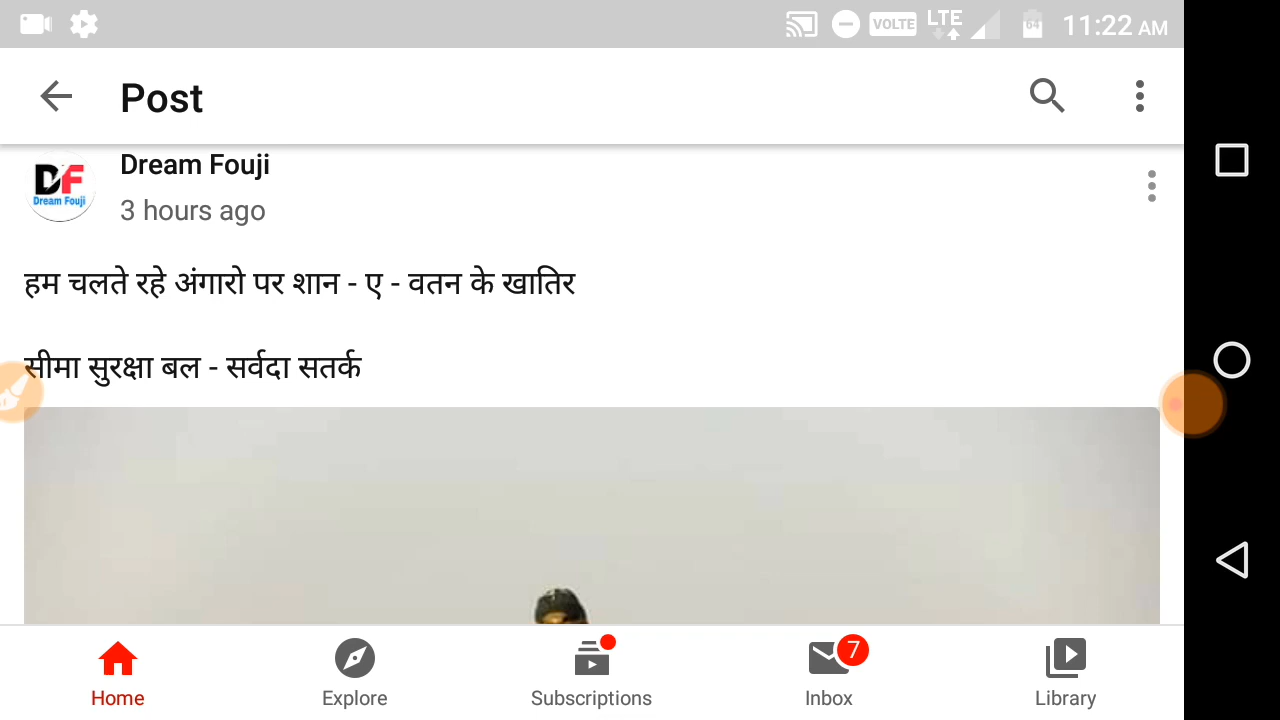 VOLTE LTE 64 11:22 AM
Post
DF
Dream Fouji
Dream Fouji
3 hours ago
हम चलते रहे अंगारो पर शान - ए - वतन के खातिर
सीमा सुरक्षा बल - सर्वदा सतर्क
7
Home Explore Subscriptions Inbox Library